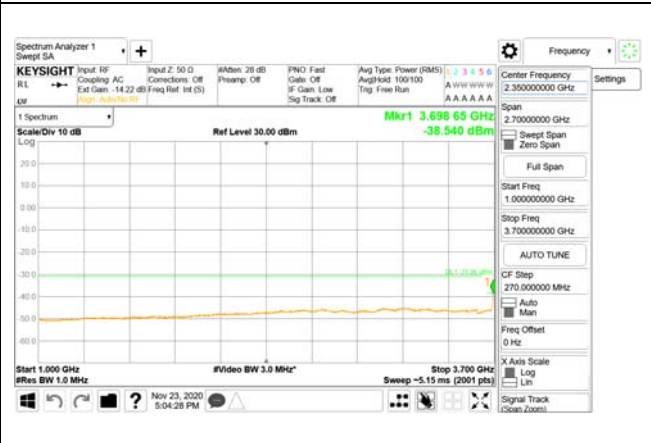 Spectrum Analyzer 1
Swept SA
Frequency
KEYSIGHT
RL
Input: RF
Coupling: AC
Ext Gain: -14.22 dB
Align: Auto/No RF
Input Z: 50 Ω
Corrections: Off
Freq Ref: Int (S)
#Atten: 28 dB
Preamp: Off
PNO: Fast
Gate: Off
IF Gain: Low
Sig Track: Off
Avg Type: Power (RMS)
Avg|Hold: 100/100
Trig: Free Run
1 2 3 4 5 6
A W W W W W
A A A A A A
1 Spectrum
Scale/Div 10 dB
Log
Ref Level 30.00 dBm
Mkr1 3.698 65 GHz
-38.540 dBm
20.0
10.0
0.00
-10.0
-20.0
-30.0
-40.0
-50.0
-60.0
1
Start 1.000 GHz
#Res BW 1.0 MHz
#Video BW 3.0 MHz*
Stop 3.700 GHz
Sweep ~5.15 ms (2001 pts)
Nov 23, 2020
5:04:28 PM
?
Center Frequency
2.350000000 GHz
Settings
Span
2.70000000 GHz
Swept Span
Zero Span
Full Span
Start Freq
1.000000000 GHz
Stop Freq
3.700000000 GHz
AUTO TUNE
CF Step
270.000000 MHz
Auto
Man
Freq Offset
0 Hz
X Axis Scale
Log
Lin
Signal Track
(Span Zoom)